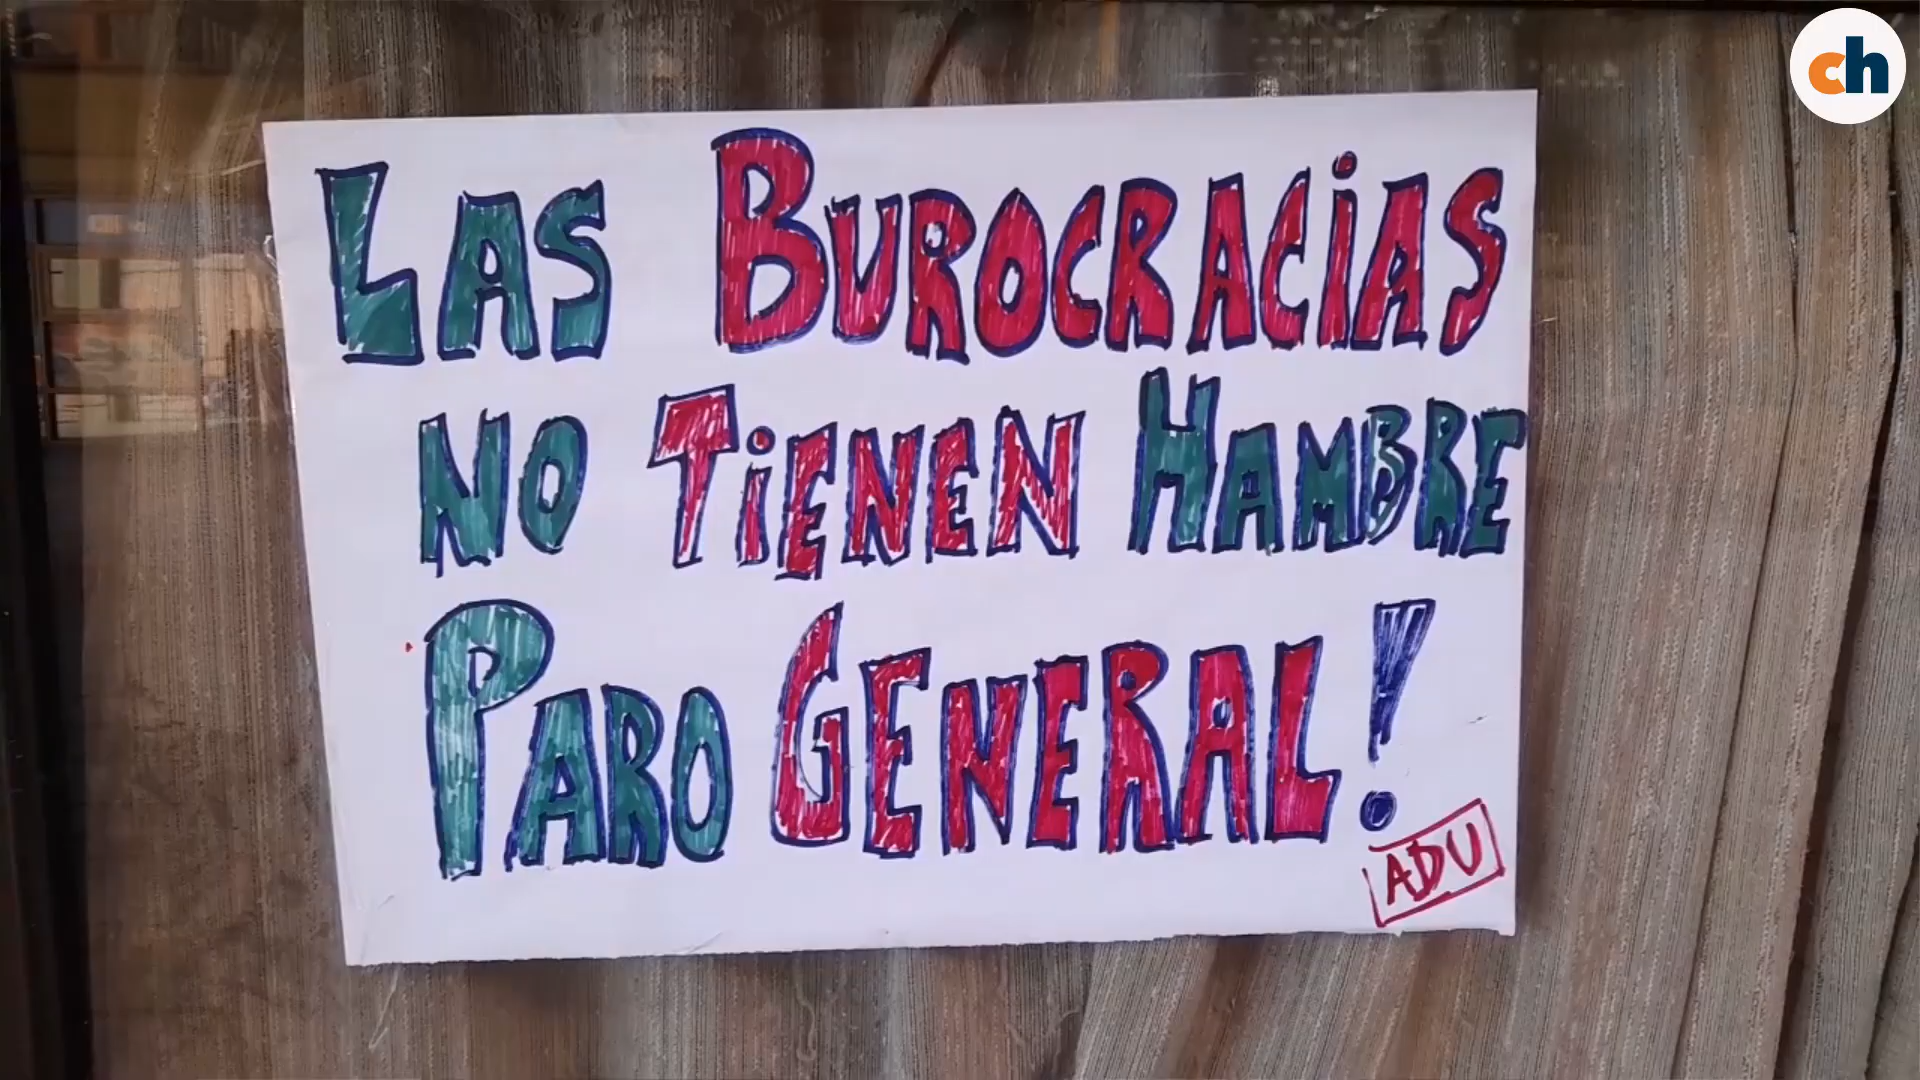 ch
LAS BUROCRACiAS
NO TiENEN HAMBRE
PARO GENERAL!
ADU